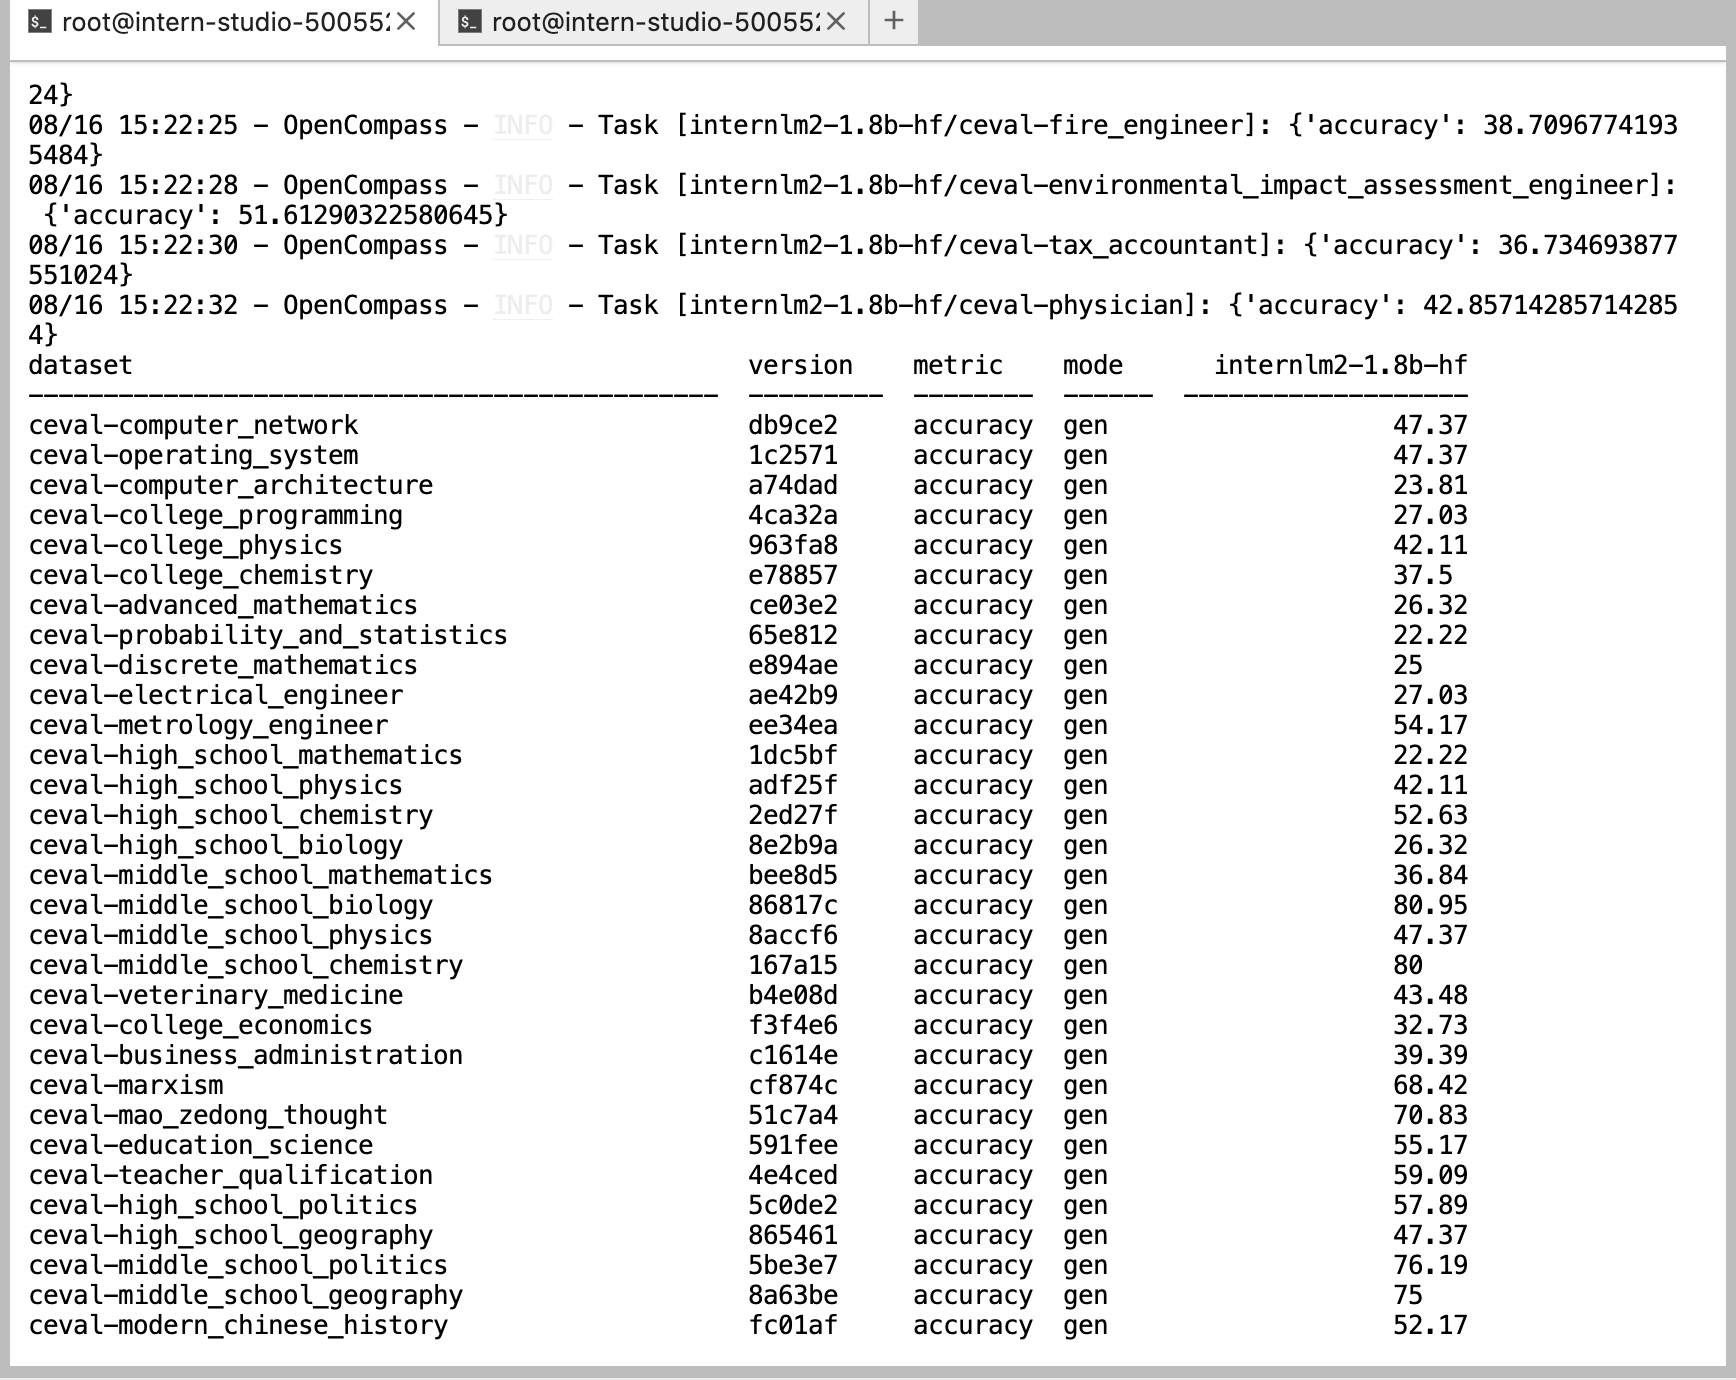 root@intern-studio-50055
root@intern-studio-50055
24}
08/16 15:22:25 - OpenCompass - INFO - Task [internlm2-1.8b-hf/ceval-fire_engineer]: {'accuracy': 38.7096774193
5484}
08/16 15:22:28 - OpenCompass - INFO - Task [internlm2-1.8b-hf/ceval-environmental_impact_assessment_engineer]:
{'accuracy': 51.61290322580645}
08/16 15:22:30 - OpenCompass - INFO - Task [internlm2-1.8b-hf/ceval-tax_accountant]: {'accuracy': 36.734693877
551024}
08/16 15:22:32 - OpenCompass - INFO - Task [internlm2-1.8b-hf/ceval-physician]: {'accuracy': 42.85714285714285
4}
dataset version metric mode internlm2-1.8b-hf
---------------------------------------------- --------- -------- ------ -------------------
ceval-computer_network db9ce2 accuracy gen 47.37
ceval-operating_system 1c2571 accuracy gen 47.37
ceval-computer_architecture a74dad accuracy gen 23.81
ceval-college_programming 4ca32a accuracy gen 27.03
ceval-college_physics 963fa8 accuracy gen 42.11
ceval-college_chemistry e78857 accuracy gen 37.5
ceval-advanced_mathematics ce03e2 accuracy gen 26.32
ceval-probability_and_statistics 65e812 accuracy gen 22.22
ceval-discrete_mathematics e894ae accuracy gen 25
ceval-electrical_engineer ae42b9 accuracy gen 27.03
ceval-metrology_engineer ee34ea accuracy gen 54.17
ceval-high_school_mathematics 1dc5bf accuracy gen 22.22
ceval-high_school_physics adf25f accuracy gen 42.11
ceval-high_school_chemistry 2ed27f accuracy gen 52.63
ceval-high_school_biology 8e2b9a accuracy gen 26.32
ceval-middle_school_mathematics bee8d5 accuracy gen 36.84
ceval-middle_school_biology 86817c accuracy gen 80.95
ceval-middle_school_physics 8accf6 accuracy gen 47.37
ceval-middle_school_chemistry 167a15 accuracy gen 80
ceval-veterinary_medicine b4e08d accuracy gen 43.48
ceval-college_economics f3f4e6 accuracy gen 32.73
ceval-business_administration c1614e accuracy gen 39.39
ceval-marxism cf874c accuracy gen 68.42
ceval-mao_zedong_thought 51c7a4 accuracy gen 70.83
ceval-education_science 591fee accuracy gen 55.17
ceval-teacher_qualification 4e4ced accuracy gen 59.09
ceval-high_school_politics 5c0de2 accuracy gen 57.89
ceval-high_school_geography 865461 accuracy gen 47.37
ceval-middle_school_politics 5be3e7 accuracy gen 76.19
ceval-middle_school_geography 8a63be accuracy gen 75
ceval-modern_chinese_history fc01af accuracy gen 52.17